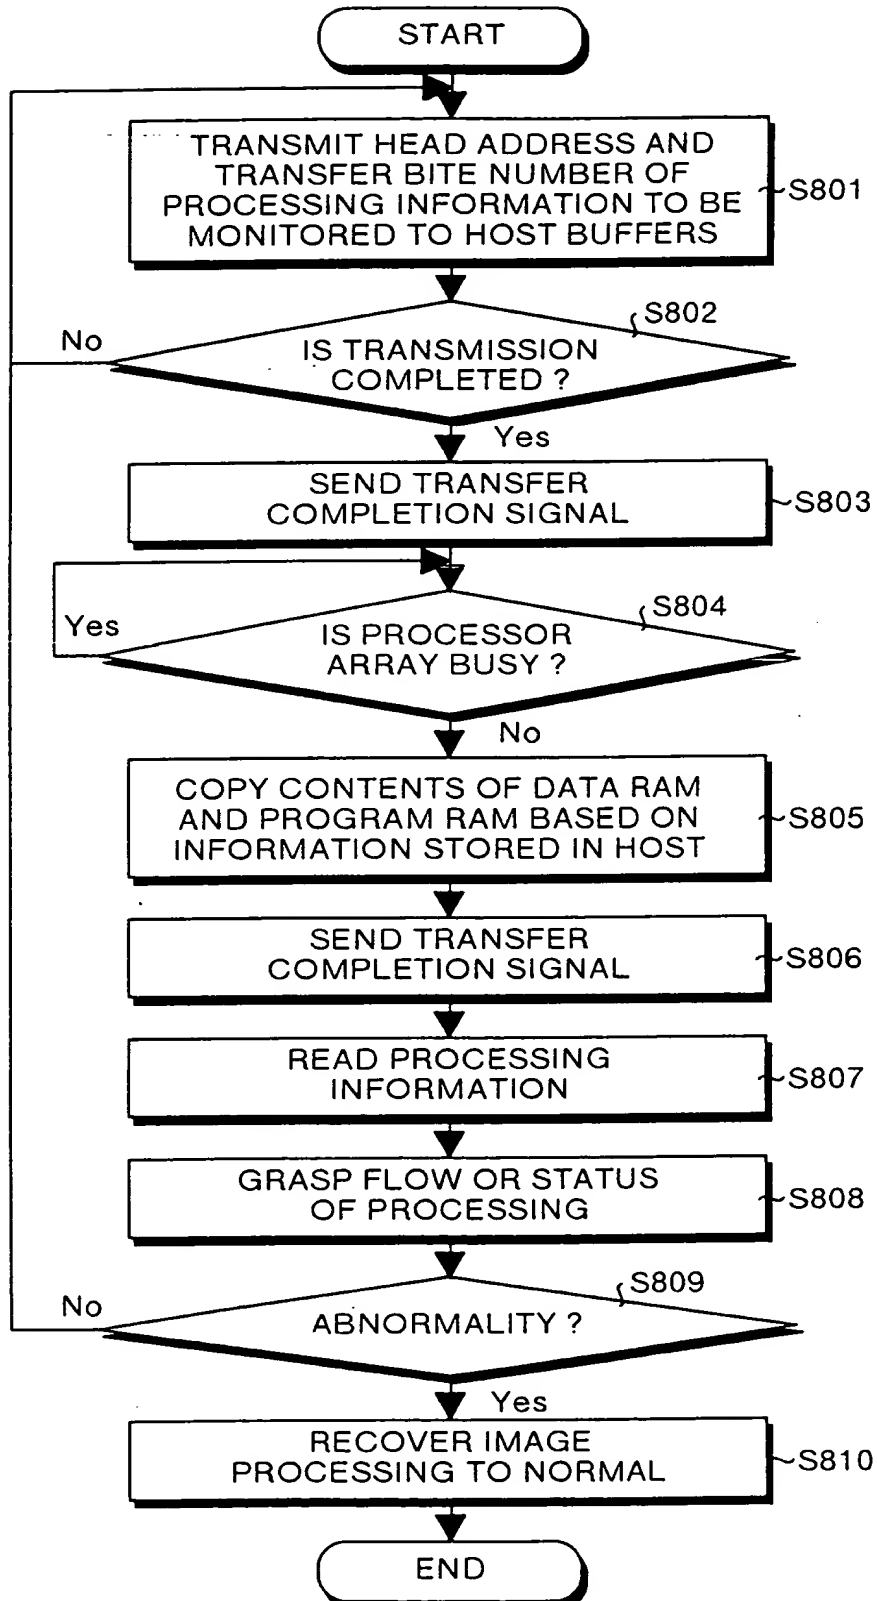 START
TRANSMIT HEAD ADDRESS AND
TRANSFER BITE NUMBER OF
PROCESSING INFORMATION TO BE
MONITORED TO HOST BUFFERS
S801
S802
No
IS TRANSMISSION
COMPLETED ?
Yes
SEND TRANSFER
COMPLETION SIGNAL
S803
S804
Yes
IS PROCESSOR
ARRAY BUSY ?
No
COPY CONTENTS OF DATA RAM
AND PROGRAM RAM BASED ON
INFORMATION STORED IN HOST
S805
SEND TRANSFER
COMPLETION SIGNAL
S806
READ PROCESSING
INFORMATION
S807
GRASP FLOW OR STATUS
OF PROCESSING
S808
S809
No
ABNORMALITY ?
Yes
RECOVER IMAGE
PROCESSING TO NORMAL
S810
END